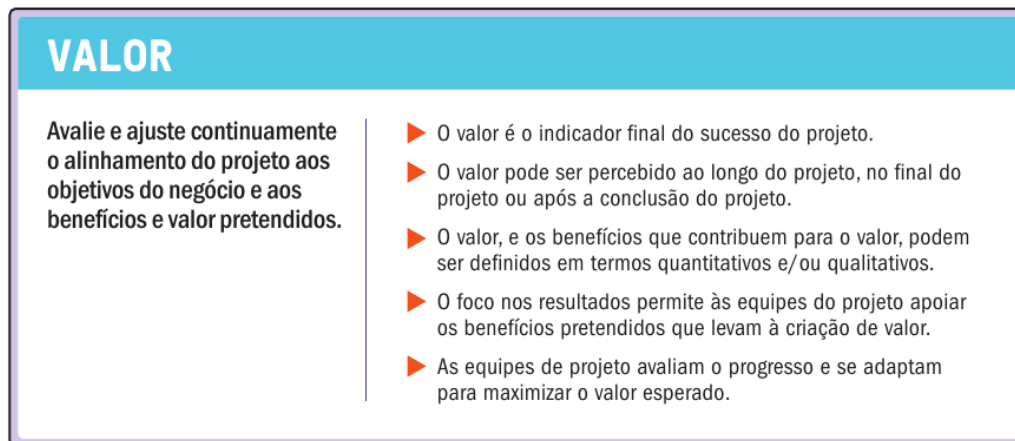 VALOR
Avalie e ajuste continuamente
o alinhamento do projeto aos
objetivos do negócio e aos
benefícios e valor pretendidos.
O valor é o indicador final do sucesso do projeto.
O valor pode ser percebido ao longo do projeto, no final do
projeto ou após a conclusão do projeto.
O valor, e os benefícios que contribuem para o valor, podem
ser definidos em termos quantitativos e/ou qualitativos.
O foco nos resultados permite às equipes do projeto apoiar
os benefícios pretendidos que levam à criação de valor.
As equipes de projeto avaliam o progresso e se adaptam
para maximizar o valor esperado.